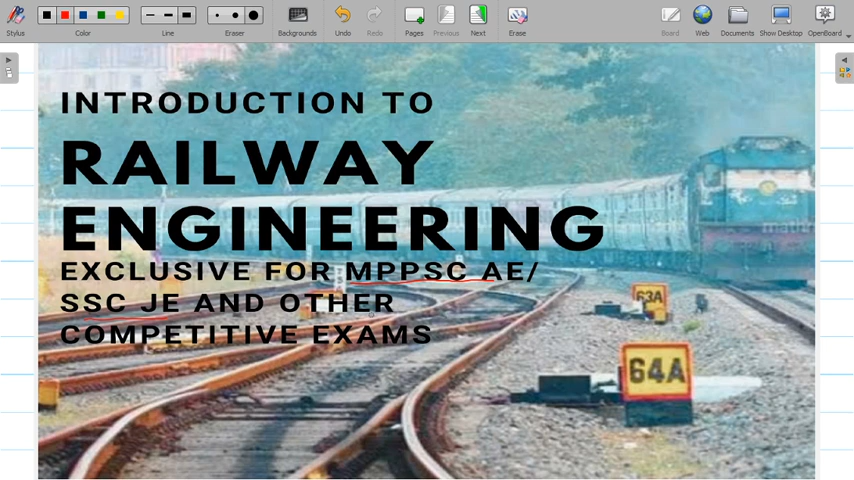 Stylus
Color
Line
Eraser
Backgrounds
Undo
Redo
Pages
Previous
Next
Erase
Board
Web
Documents
Show Desktop
OpenBoard
INTRODUCTION TO
RAILWAY
ENGINEERING
EXCLUSIVE FOR MPPSC AE/
SSC JE AND OTHER
COMPETITIVE EXAMS
63A
64A